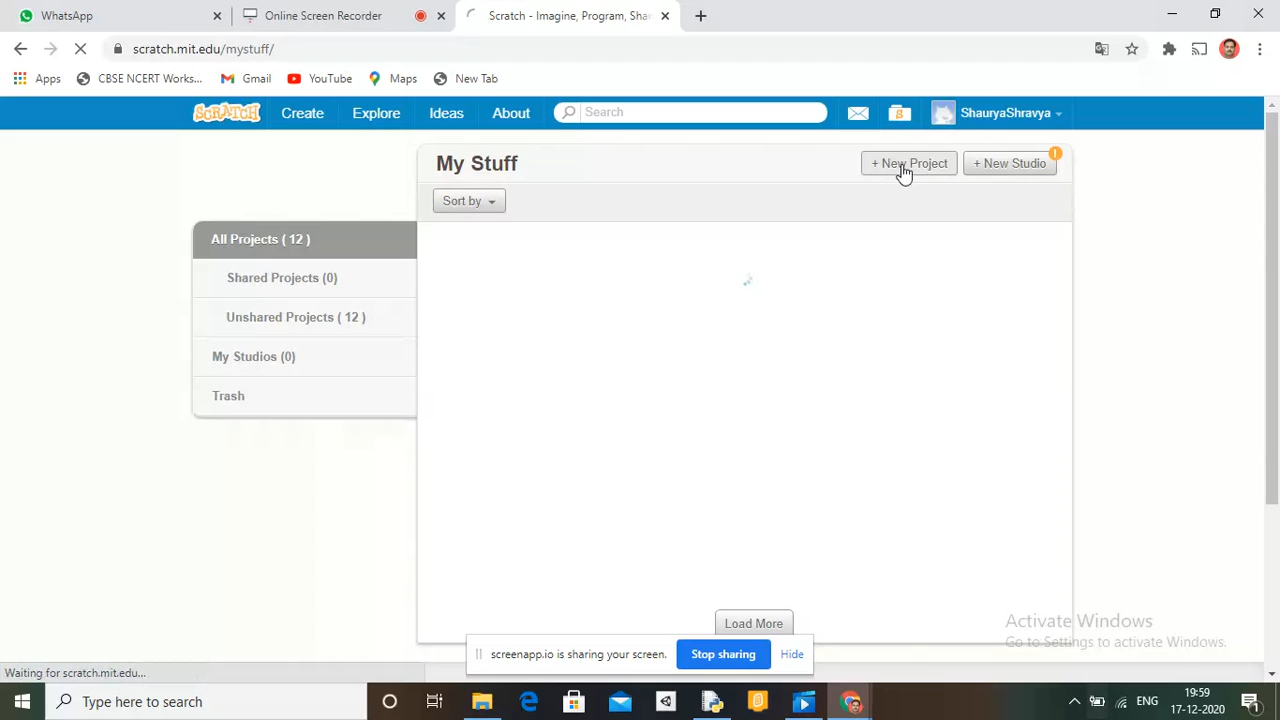 WhatsApp
Online Screen Recorder
Scratch - Imagine, Program, Sha
scratch.mit.edu/mystuff/
Apps
CBSE NCERT Works...
Gmail
YouTube
Maps
New Tab
SCRATCH
Create
Explore
Ideas
About
Search
ShauryaShravya
My Stuff
+ New Project
+ New Studio
Sort by
All Projects ( 12 )
Shared Projects (0)
Unshared Projects ( 12 )
My Studios (0)
Trash
Load More
Activate Windows
Go to Settings to activate Windows.
screenapp.io is sharing your screen.
Stop sharing
Hide
Waiting for scratch.mit.edu...
Type here to search
ENG
19:59
17-12-2020
1